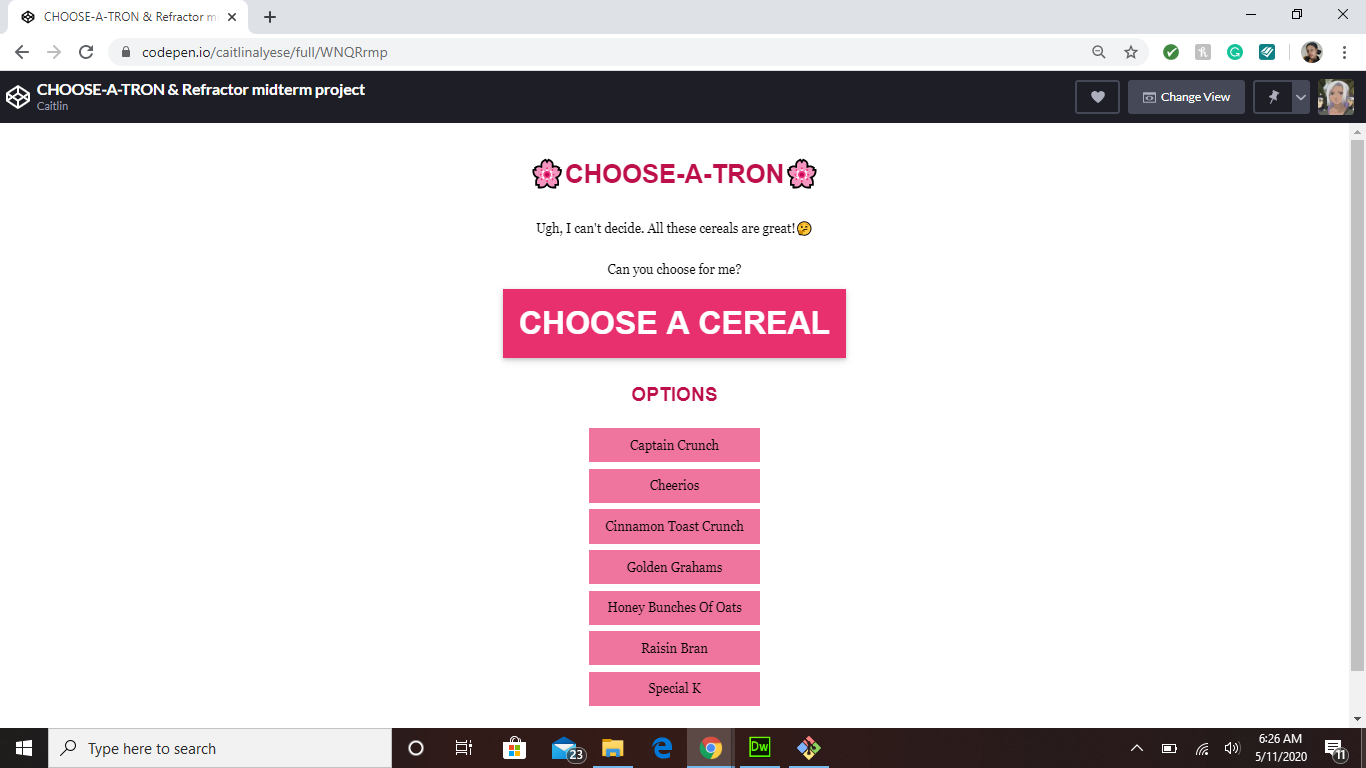 CHOOSE-A-TRON & Refractor m
codepen.io/caitlinalyese/full/WNQRrmp
CHOOSE-A-TRON & Refractor midterm project
Caitlin
Change View
🌸CHOOSE-A-TRON🌸
Ugh, I can't decide. All these cereals are great!🤔
Can you choose for me?
CHOOSE A CEREAL
OPTIONS
Captain Crunch
Cheerios
Cinnamon Toast Crunch
Golden Grahams
Honey Bunches Of Oats
Raisin Bran
Special K
Type here to search
23
Dw
6:26 AM
5/11/2020
11